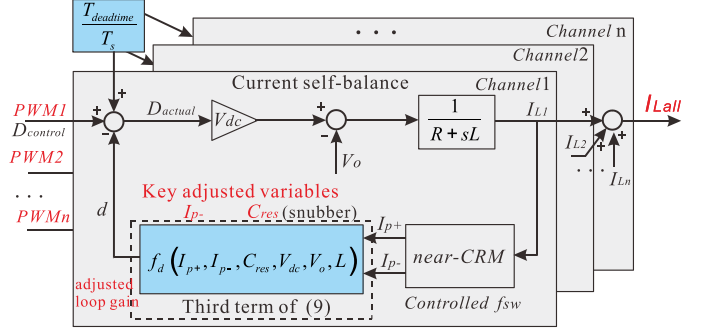 T_deadtime / T_s
. . .
Channel n
Channel2
Channel1
Current self-balance
PWM1
D_control
PWM2
. . .
PWMn
+
+
−
D_actual
V_dc
+
−
V_o
1 / (R + sL)
I_L1
I_L2
. . .
I_Ln
+
+
+
I_Lall
d
Key adjusted variables
I_p-
C_res (snubber)
f_d (I_p+, I_p-, C_res, V_dc, V_o, L)
I_p+
I_p-
near-CRM
adjusted
loop gain
Third term of (9)
Controlled f_sw